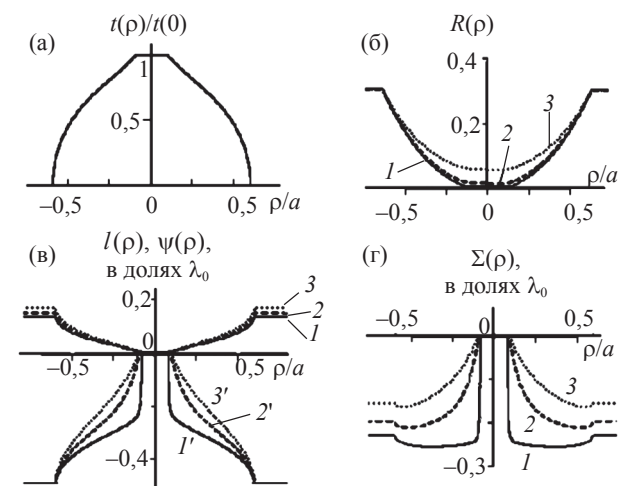 (а)
t(ρ)/t(0)
1
0,5
–0,5
0
0,5
ρ/a
(б)
R(ρ)
0,4
0,2
3
2
1
ρ/a
–0,5
0
0,5
(в)
l(ρ), ψ(ρ),
в долях λ₀
0,2
3
2
1
0
–0,5
0,5
ρ/a
3′
2'
1′
–0,4
(г)
Σ(ρ),
в долях λ₀
–0,5
0
0,5
ρ/a
3
2
1
–0,3